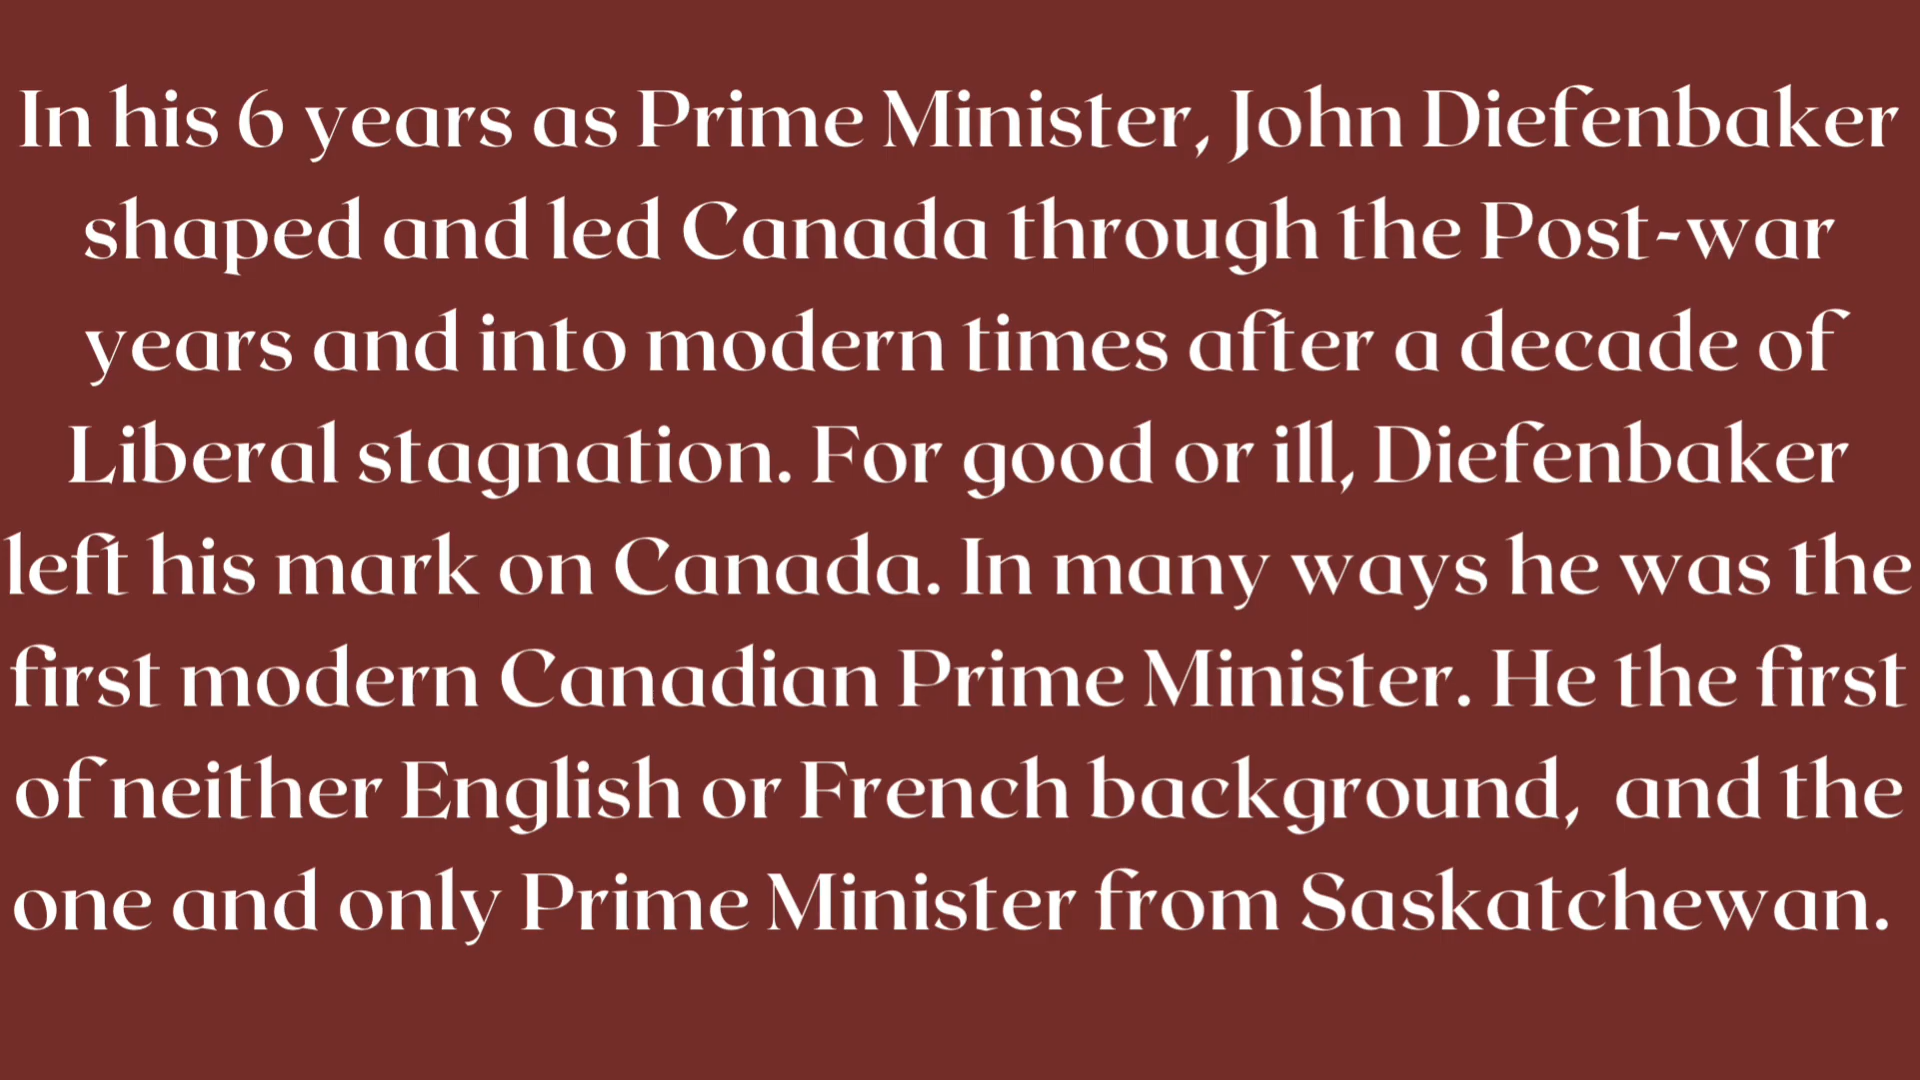 In his 6 years as Prime Minister, John Diefenbaker
shaped and led Canada through the Post-war
years and into modern times after a decade of
Liberal stagnation. For good or ill, Diefenbaker
left his mark on Canada. In many ways he was the
first modern Canadian Prime Minister. He the first
of neither English or French background,  and the
one and only Prime Minister from Saskatchewan.